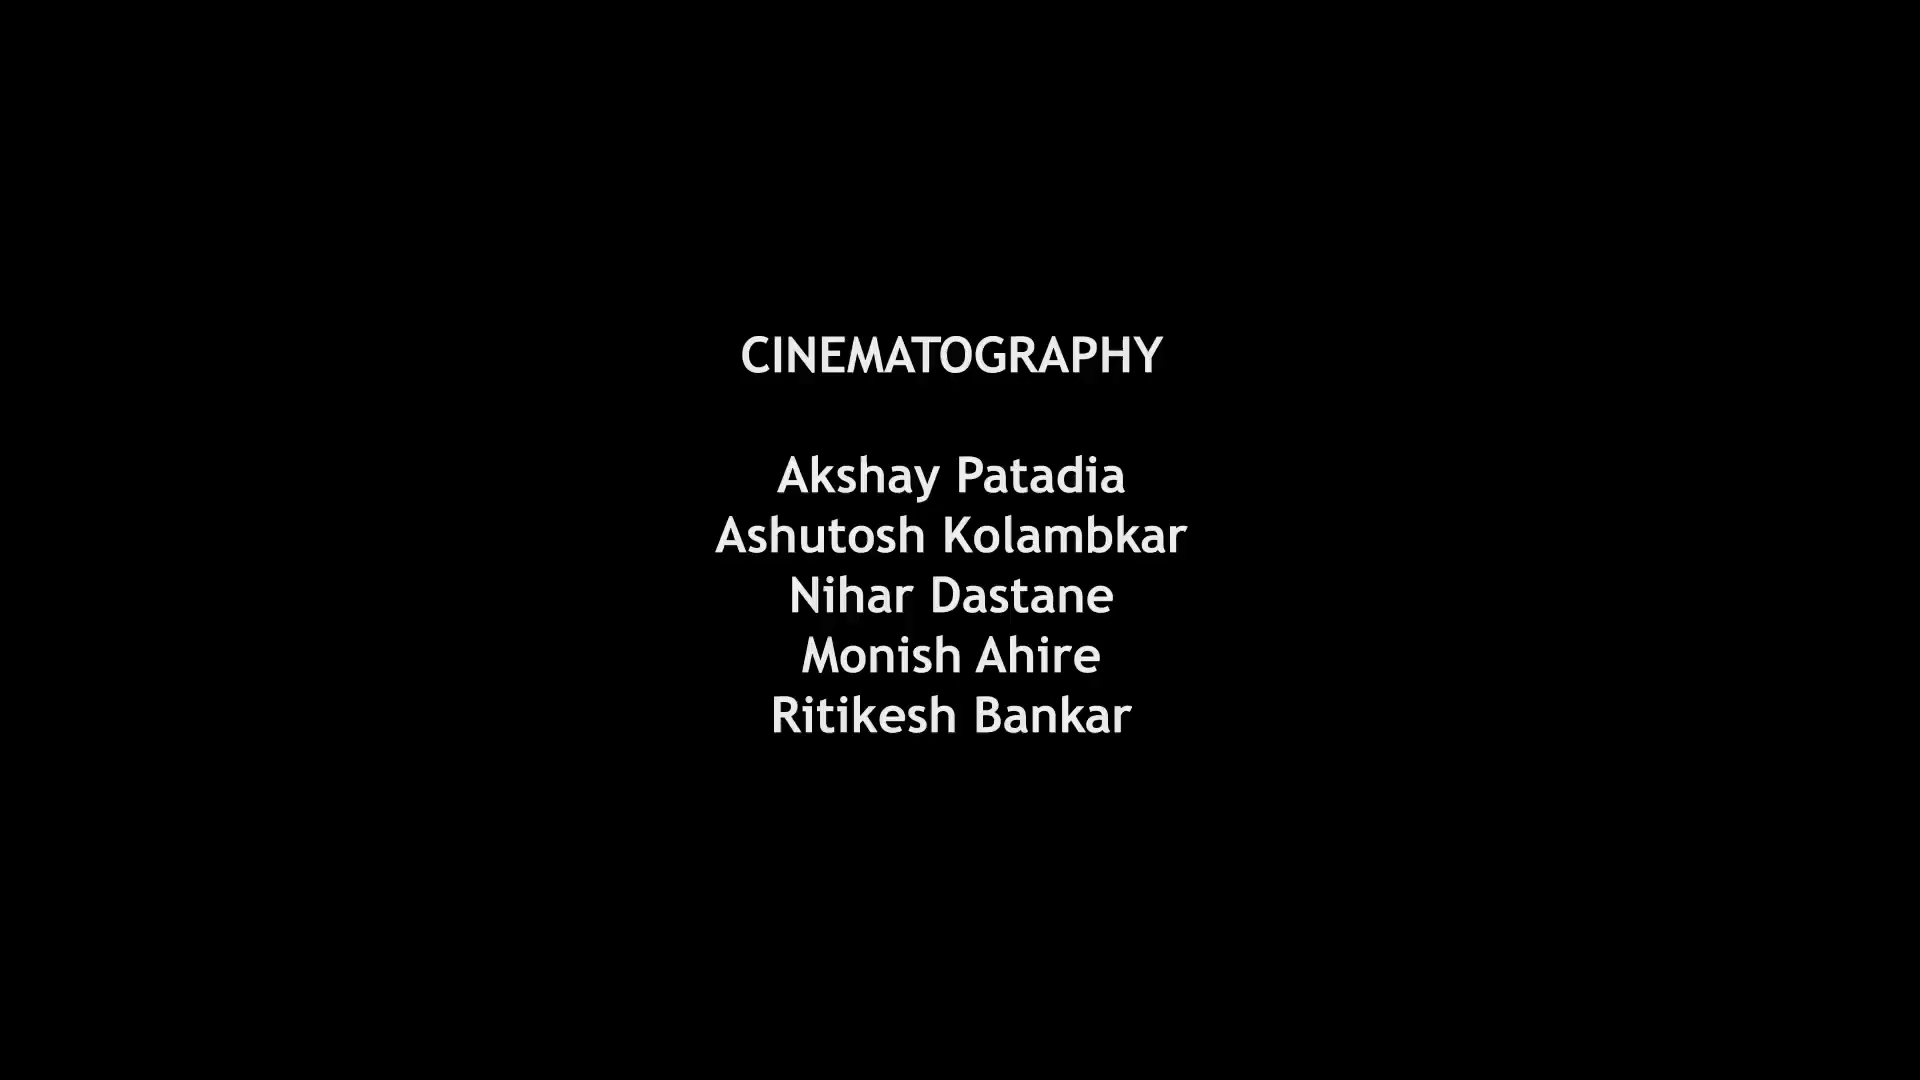 CINEMATOGRAPHY
Akshay Patadia
Ashutosh Kolambkar
Nihar Dastane
Monish Ahire
Ritikesh Bankar